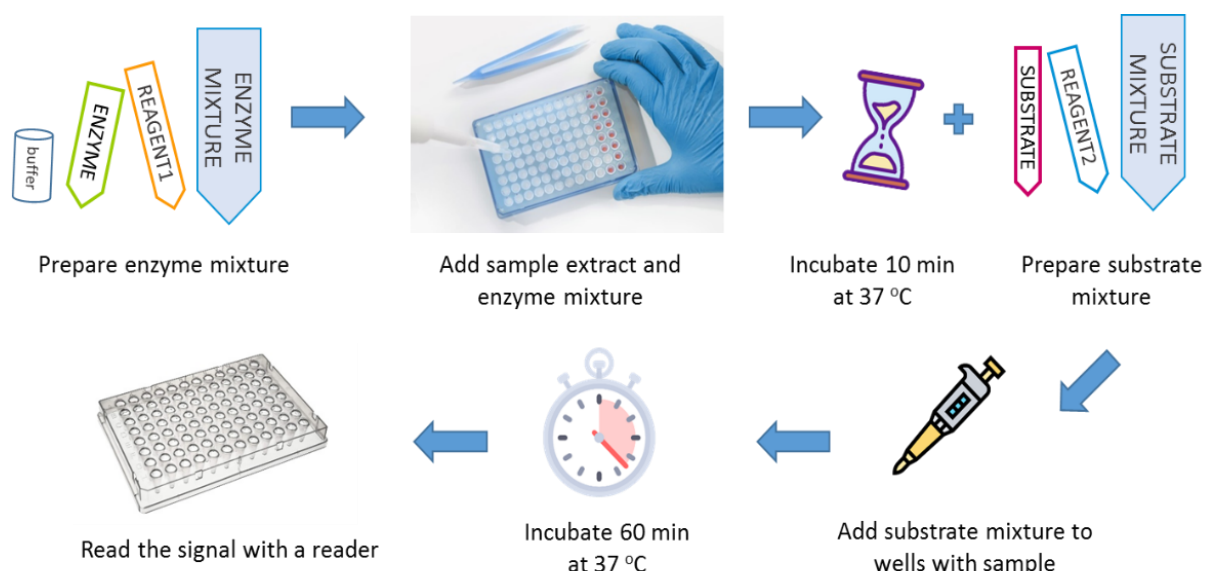 buffer
ENZYME
REAGENT1
ENZYME
MIXTURE
SUBSTRATE
REAGENT2
SUBSTRATE
MIXTURE
Prepare enzyme mixture
Add sample extract and
enzyme mixture
Incubate 10 min
at 37 °C
Prepare substrate
mixture
Read the signal with a reader
Incubate 60 min
at 37 °C
Add substrate mixture to
wells with sample